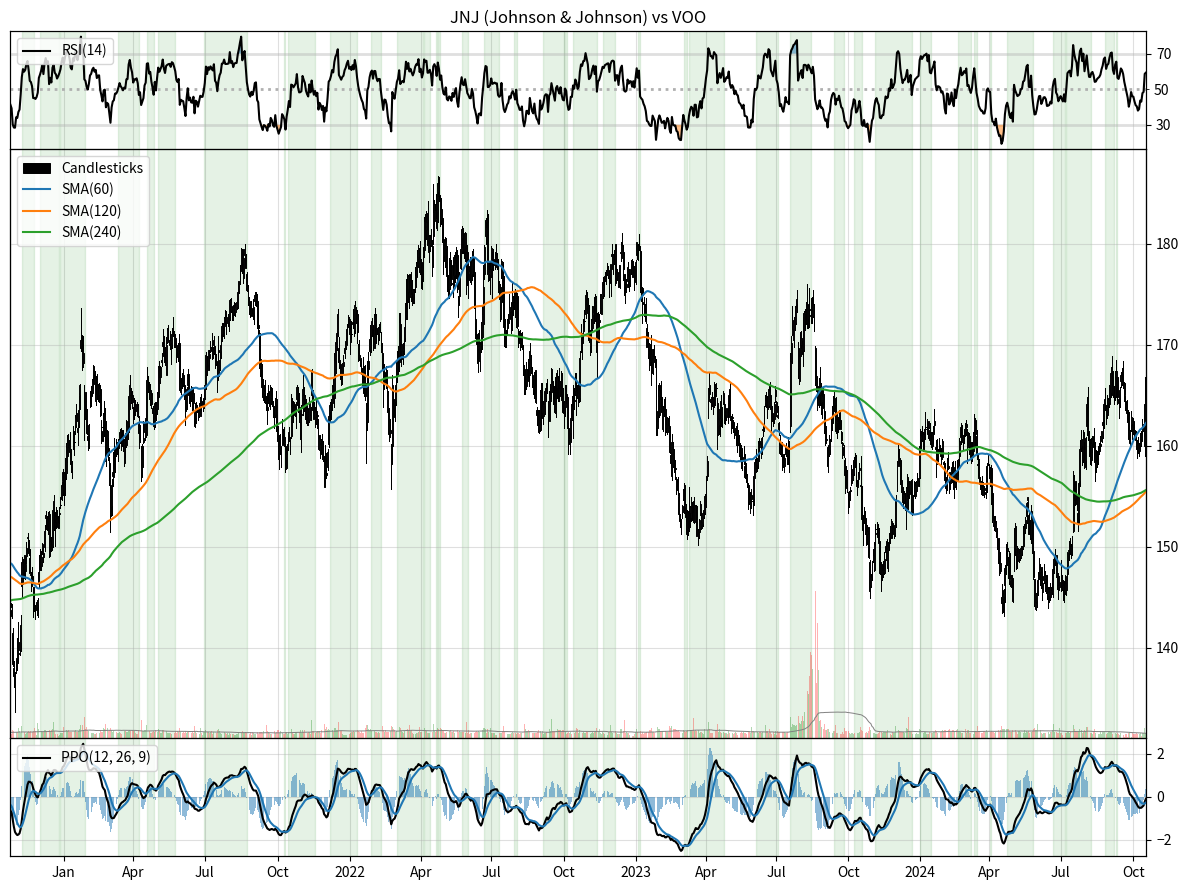 JNJ (Johnson & Johnson) vs VOO
RSI(14)
70
50
30
Candlesticks
SMA(60)
SMA(120)
SMA(240)
180
170
160
150
140
PPO(12, 26, 9)
2
0
−2
Jan
Apr
Jul
Oct
2022
Apr
Jul
Oct
2023
Apr
Jul
Oct
2024
Apr
Jul
Oct